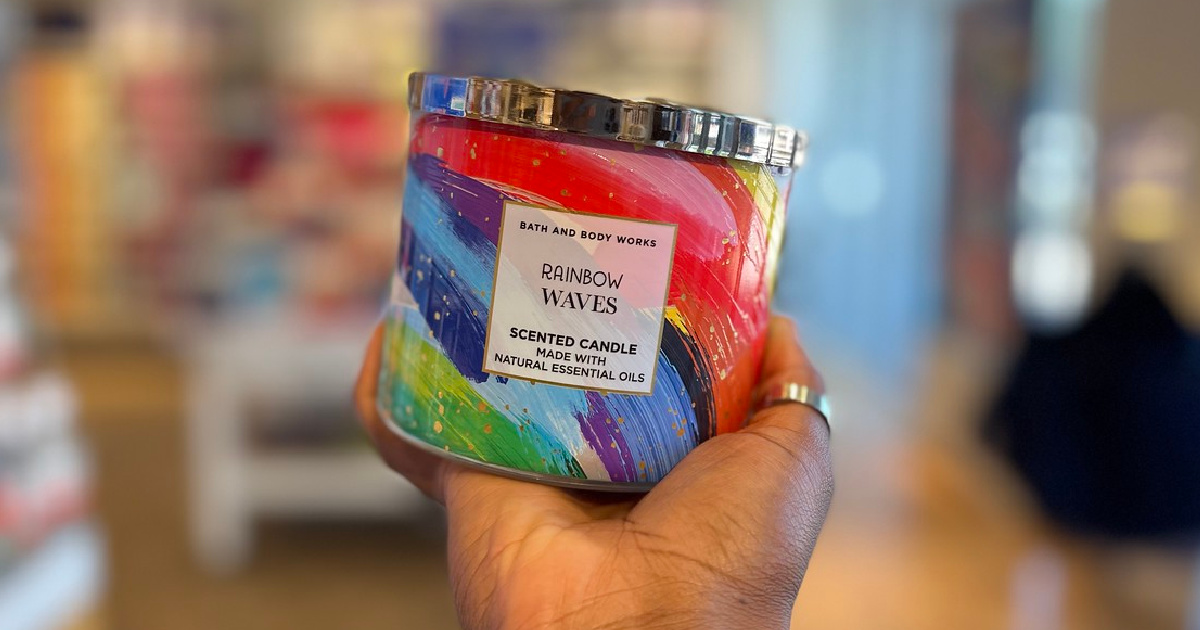 BATH AND BODY WORKS
RAINBOW
WAVES
SCENTED CANDLE
MADE WITH
NATURAL ESSENTIAL OILS